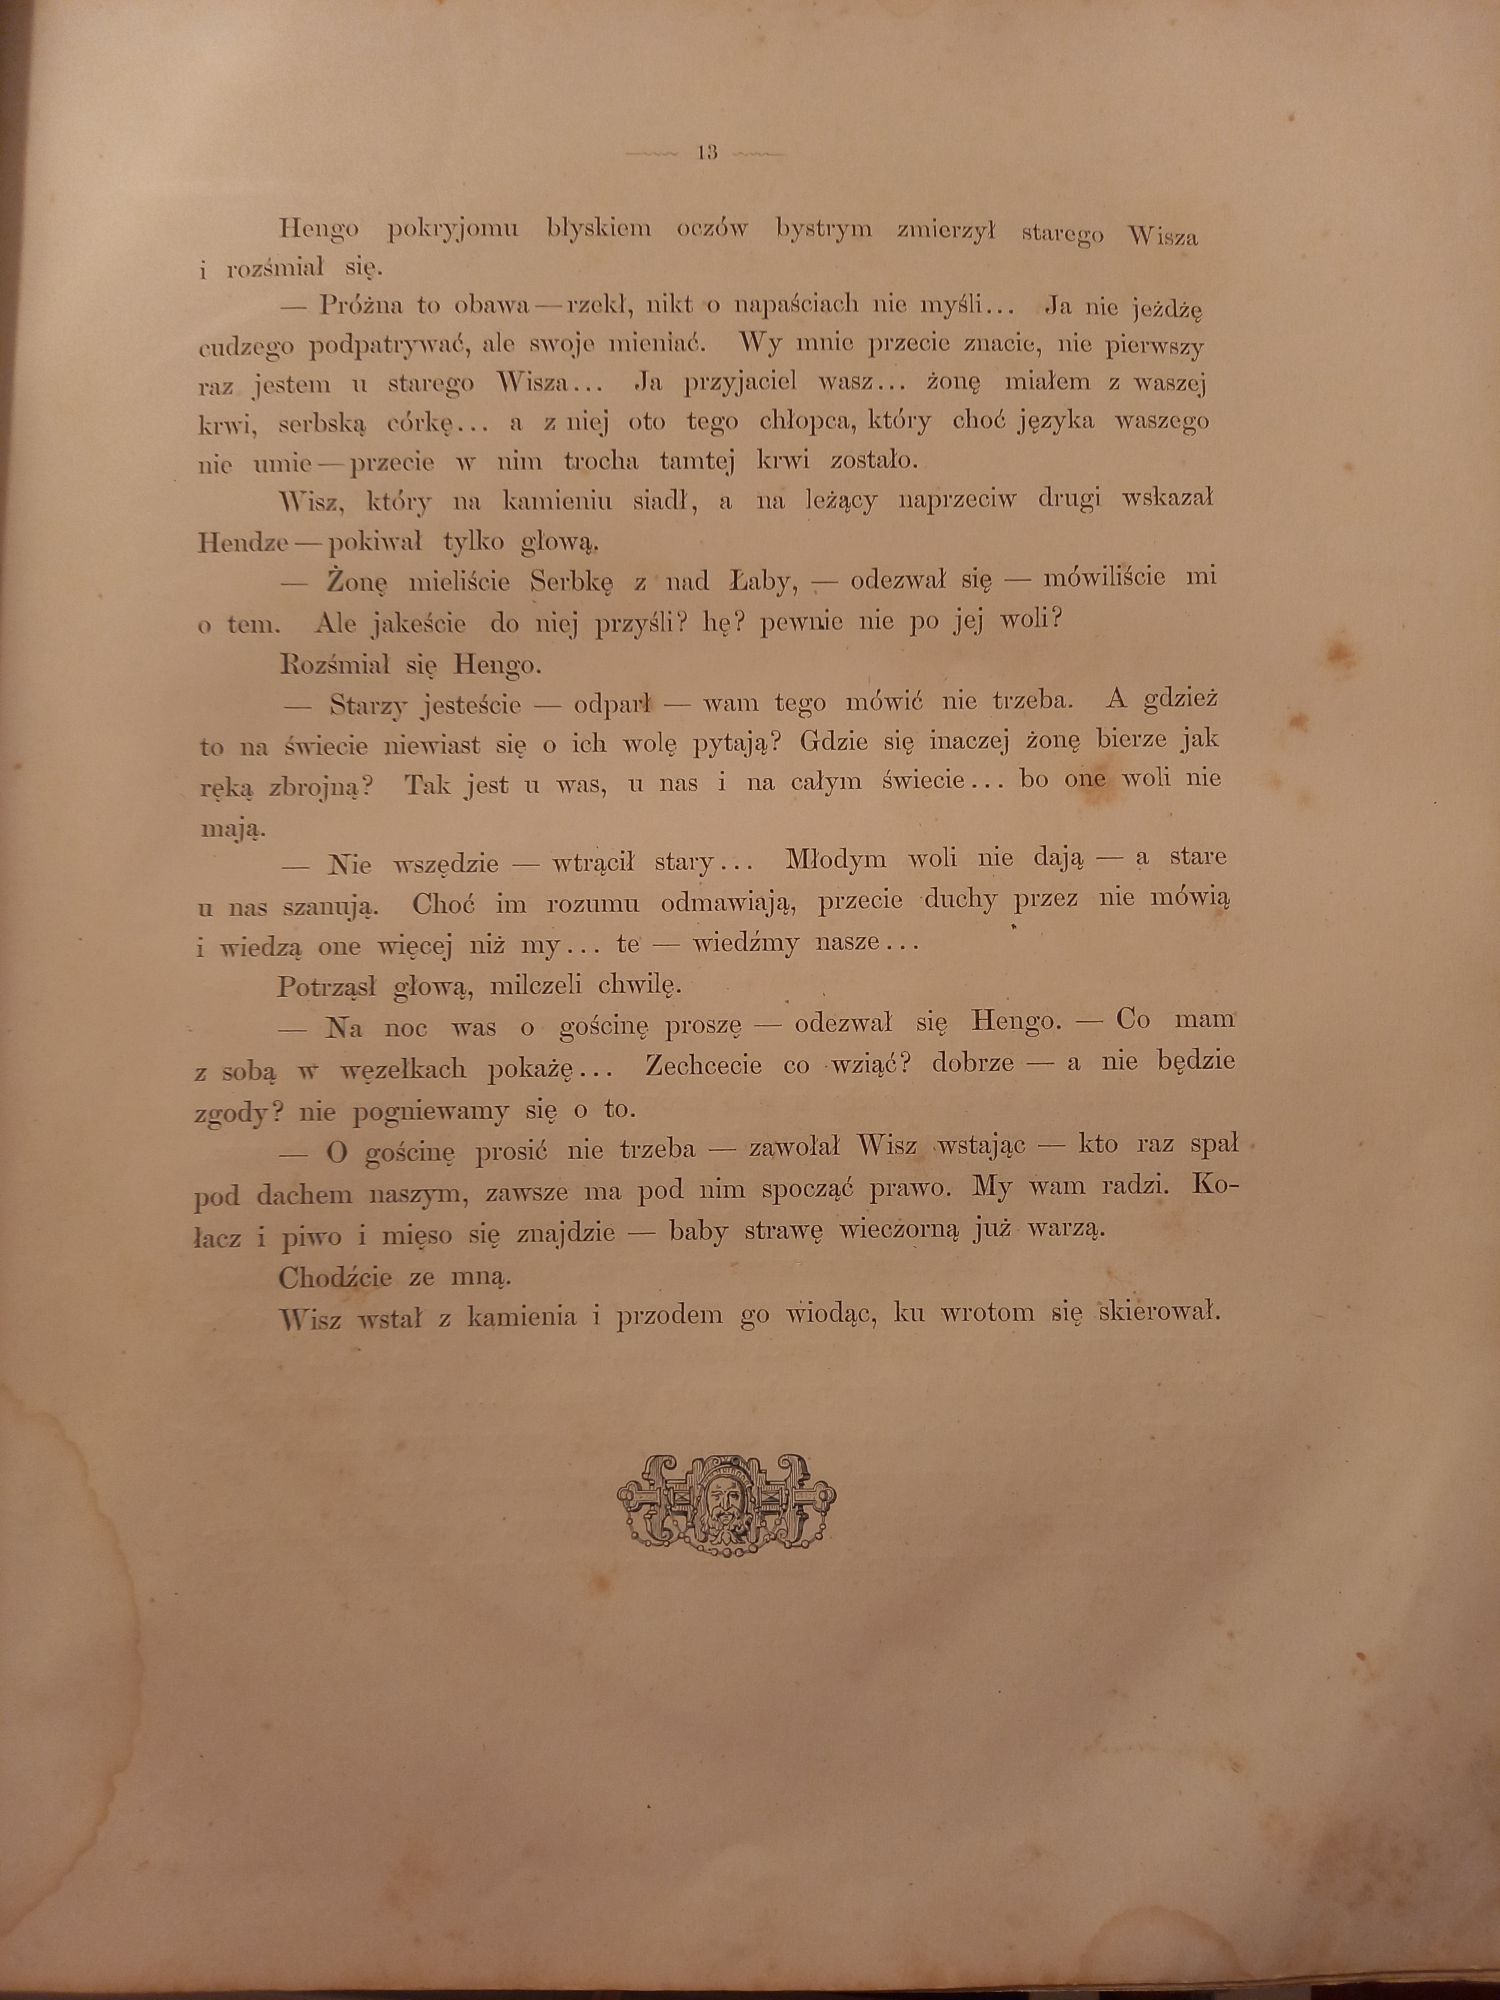 13
Hengo pokryjomu błyskiem oczów bystrym zmierzył starego Wisza
i rozśmiał się.
— Próżna to obawa — rzekł, nikt o napaściach nie myśli... Ja nie jeżdżę
cudzego podpatrywać, ale swoje mieniać. Wy mnie przecie znacie, nie pierwszy
raz jestem u starego Wisza... Ja przyjaciel wasz... żonę miałem z waszej
krwi, serbską córkę... a z niej oto tego chłopca, który choć języka waszego
nie umie — przecie w nim trocha tamtej krwi zostało.
Wisz, który na kamieniu siadł, a na leżący naprzeciw drugi wskazał
Hendze — pokiwał tylko głową.
— Żonę mieliście Serbkę z nad Łaby, — odezwał się — mówiliście mi
o tem. Ale jakeście do niej przyśli? hę? pewnie nie po jej woli?
Rozśmiał się Hengo.
— Starzy jesteście — odparł — wam tego mówić nie trzeba. A gdzież
to na świecie niewiast się o ich wolę pytają? Gdzie się inaczej żonę bierze jak
ręką zbrojną? Tak jest u was, u nas i na całym świecie... bo one woli nie
mają.
— Nie wszędzie — wtrącił stary... Młodym woli nie dają — a stare
u nas szanują. Choć im rozumu odmawiają, przecie duchy przez nie mówią
i wiedzą one więcej niż my... te — wiedźmy nasze...
Potrząsł głową, milczeli chwilę.
— Na noc was o gościnę proszę — odezwał się Hengo. — Co mam
z sobą w węzełkach pokażę... Zechcecie co wziąć? dobrze — a nie będzie
zgody? nie pogniewamy się o to.
— O gościnę prosić nie trzeba — zawołał Wisz wstając — kto raz spał
pod dachem naszym, zawsze ma pod nim spocząć prawo. My wam radzi. Ko-
łacz i piwo i mięso się znajdzie — baby strawę wieczorną już warzą.
Chodźcie ze mną.
Wisz wstał z kamienia i przodem go wiodąc, ku wrotom się skierował.